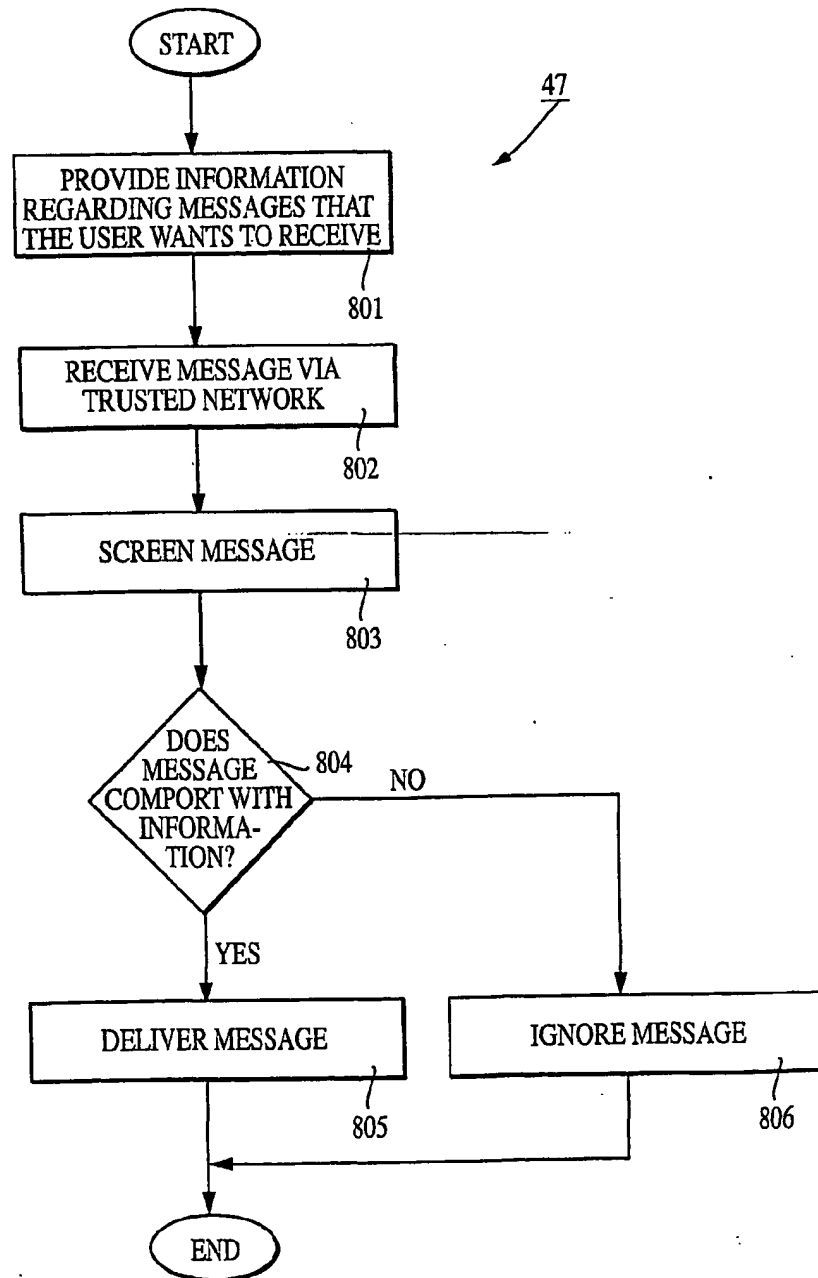 START
47
PROVIDE INFORMATION
REGARDING MESSAGES THAT
THE USER WANTS TO RECEIVE
801
RECEIVE MESSAGE VIA
TRUSTED NETWORK
802
SCREEN MESSAGE
803
DOES
MESSAGE
COMPORT WITH
INFORMA-
TION?
804
NO
YES
DELIVER MESSAGE
805
IGNORE MESSAGE
806
END